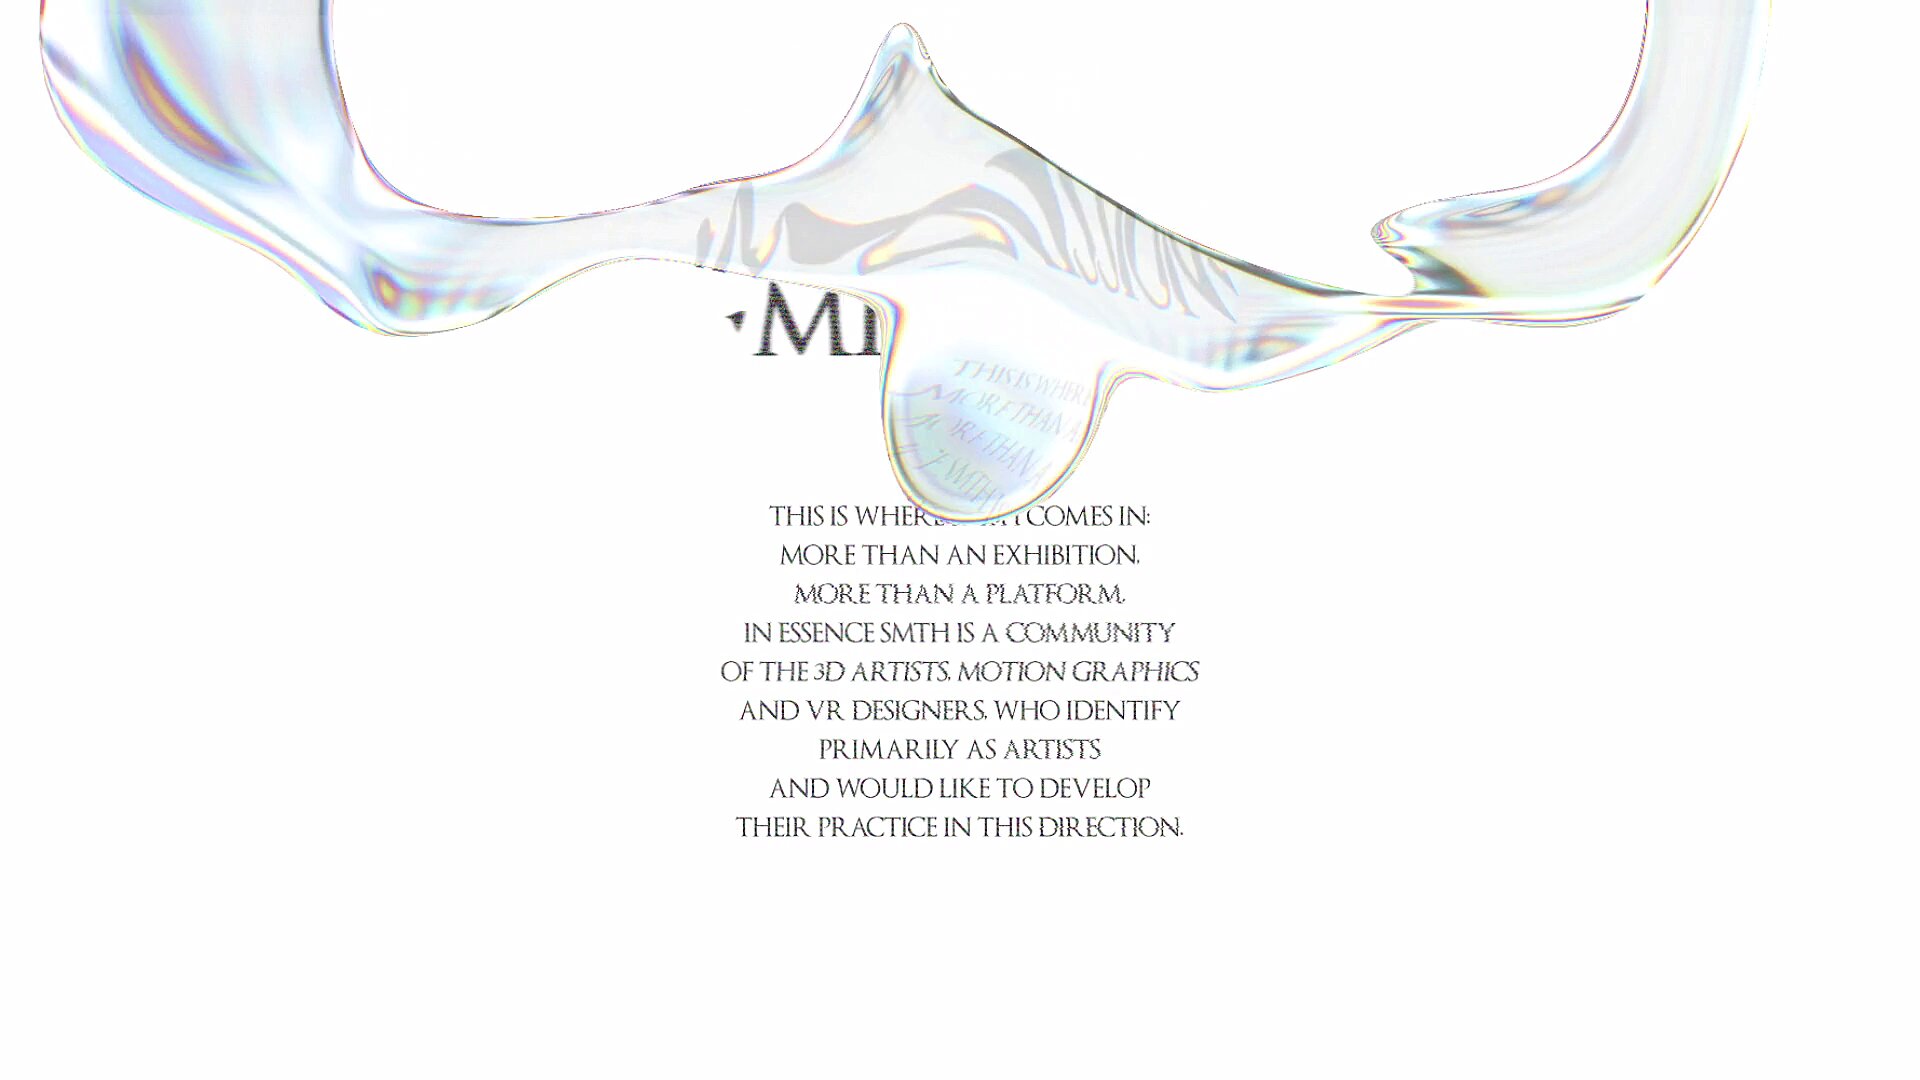 MI
THIS IS WHERE COMES IN:
MORE THAN AN EXHIBITION,
MORE THAN A PLATFORM.
IN ESSENCE SMTH IS A COMMUNITY
OF THE 3D ARTISTS, MOTION GRAPHICS
AND VR DESIGNERS, WHO IDENTIFY
PRIMARILY AS ARTISTS
AND WOULD LIKE TO DEVELOP
THEIR PRACTICE IN THIS DIRECTION.